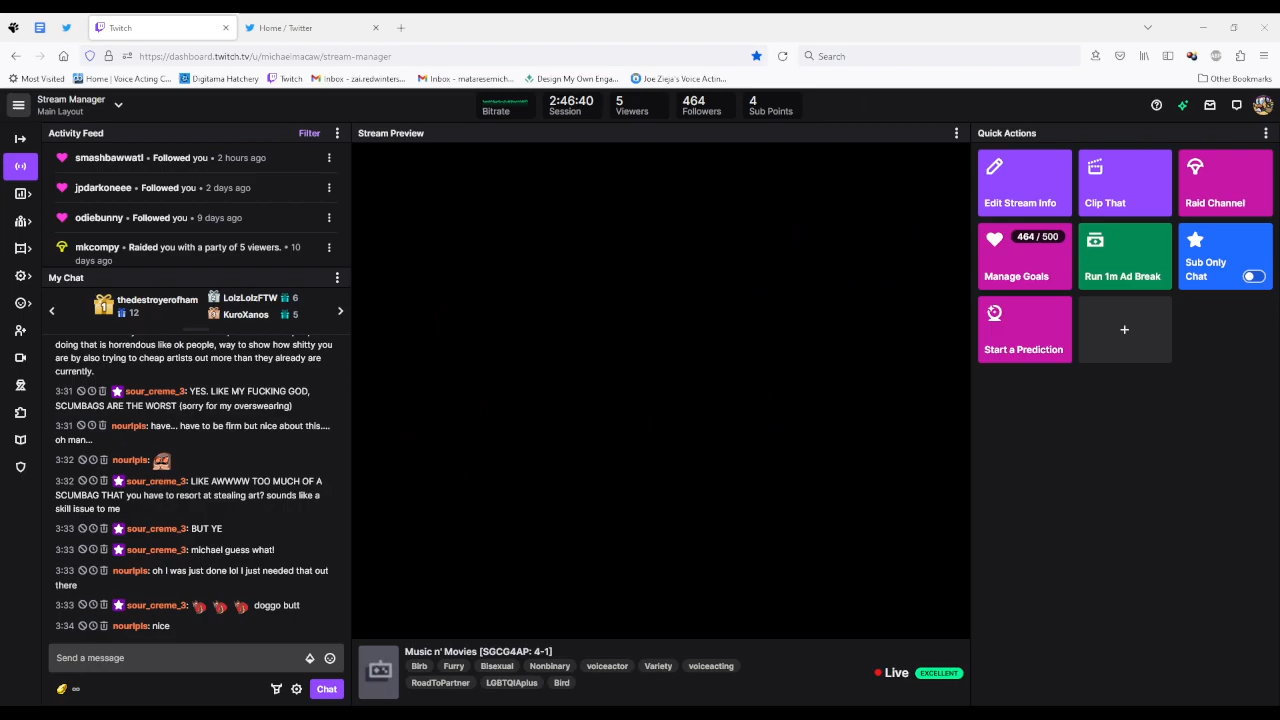 Twitch
Home / Twitter
https://dashboard.twitch.tv/u/michaelmacaw/stream-manager
Search
Most Visited
Home | Voice Acting C...
Digitama Hatchery
Twitch
Inbox - zai.redwinters...
Inbox - mataresemich...
Design My Own Enga...
Joe Zieja's Voice Actin...
Other Bookmarks
Stream Manager
Main Layout
Bitrate
2:46:40
Session
5
Viewers
464
Followers
4
Sub Points
Activity Feed
Filter
smashbawwatl • Followed you • 2 hours ago
jpdarkoneee • Followed you • 2 days ago
odiebunny • Followed you • 9 days ago
mkcompy • Raided you with a party of 5 viewers. • 10
days ago
My Chat
1
thedestroyerofham
12
2
LolzLolzFTW
6
3
KuroXanos
5
doing that is horrendous like ok people, way to show how shitty you
are by also trying to cheap artists out more than they already are
currently.
3:31 sour_creme_3: YES. LIKE MY FUCKING GOD,
SCUMBAGS ARE THE WORST (sorry for my overswearing)
3:31 nouripls: have... have to be firm but nice about this....
oh man...
3:32 nouripls:
3:32 sour_creme_3: LIKE AWWWW TOO MUCH OF A
SCUMBAG THAT you have to resort at stealing art? sounds like a
skill issue to me
3:33 sour_creme_3: BUT YE
3:33 sour_creme_3: michael guess what!
3:33 nouripls: oh I was just done lol I just needed that out
there
3:33 sour_creme_3: doggo butt
3:34 nouripls: nice
Send a message
∞
Chat
Stream Preview
Music n' Movies [SGCG4AP: 4-1]
Birb
Furry
Bisexual
Nonbinary
voiceactor
Variety
voiceacting
RoadToPartner
LGBTQIAplus
Bird
Live
EXCELLENT
Quick Actions
Edit Stream Info
Clip That
Raid Channel
464 / 500
Manage Goals
Run 1m Ad Break
Sub Only
Chat
Start a Prediction